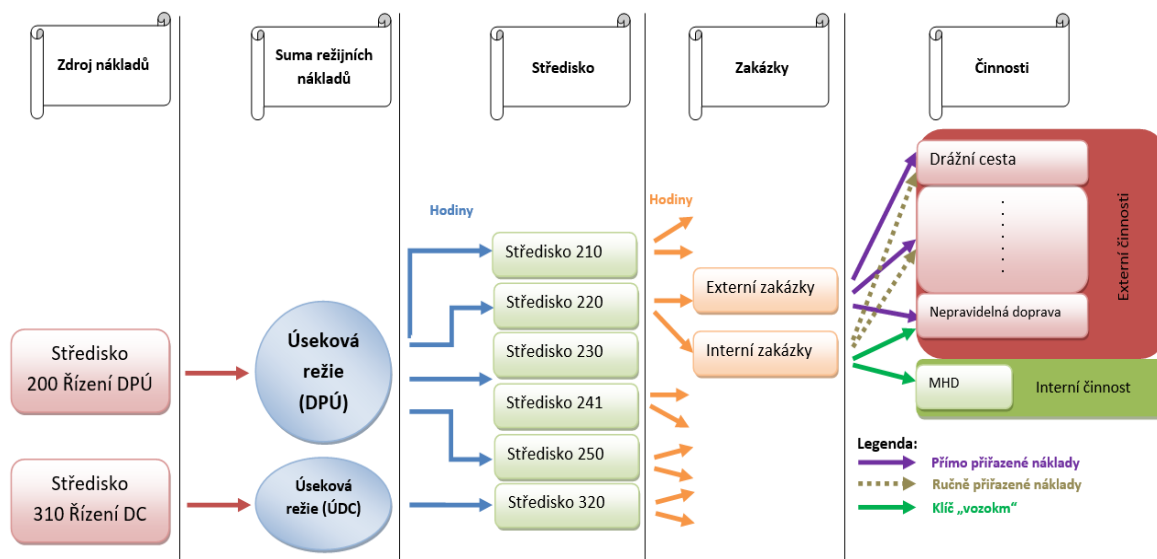 Zdroj nákladů
Suma režijních
nákladů
Středisko
Zakázky
Činnosti
Středisko
200 Řízení DPÚ
Středisko
310 Řízení DC
Úseková
režie
(DPÚ)
Úseková
režie (ÚDC)
Hodiny
Středisko 210
Středisko 220
Středisko 230
Středisko 241
Středisko 250
Středisko 320
Hodiny
Externí zakázky
Interní zakázky
Drážní cesta
Nepravidelná doprava
Externí činnosti
MHD
Interní činnost
Legenda:
Přímo přiřazené náklady
Ručně přiřazené náklady
Klíč „vozokm“